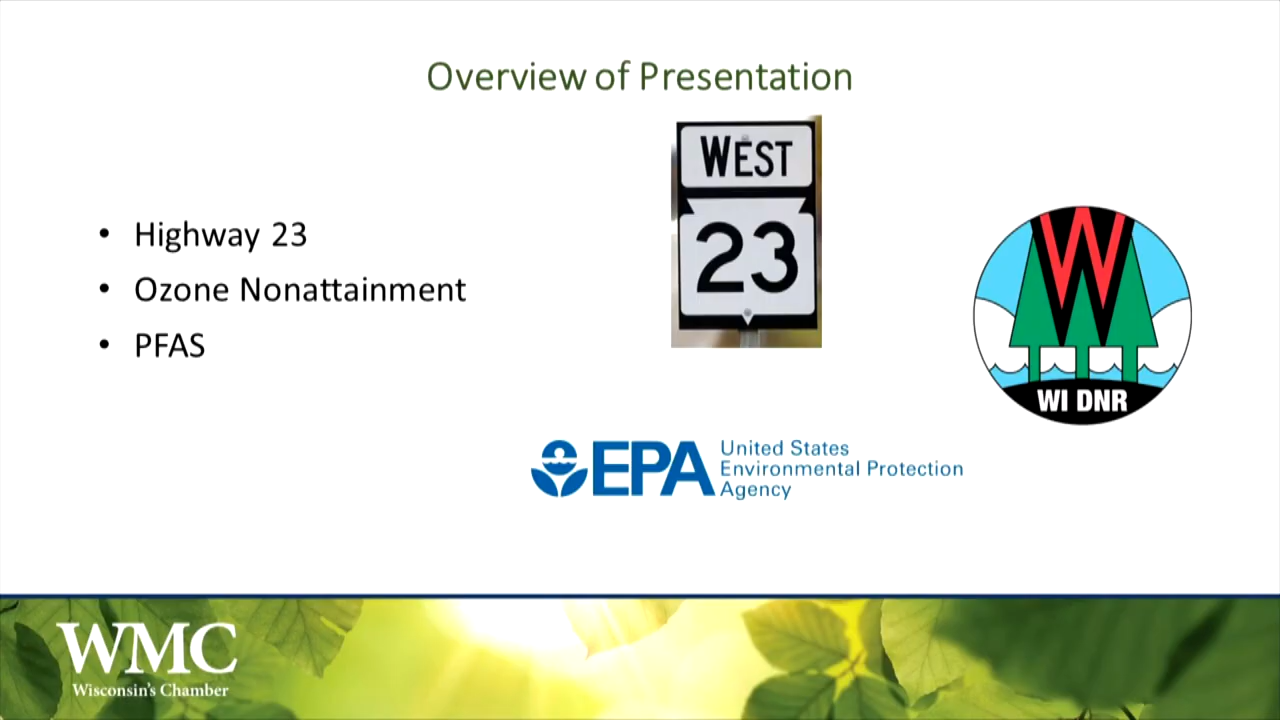 Overview of Presentation
• Highway 23
• Ozone Nonattainment
• PFAS
WEST
23
W
WI DNR
EPA
United States
Environmental Protection
Agency
WMC
Wisconsin's Chamber